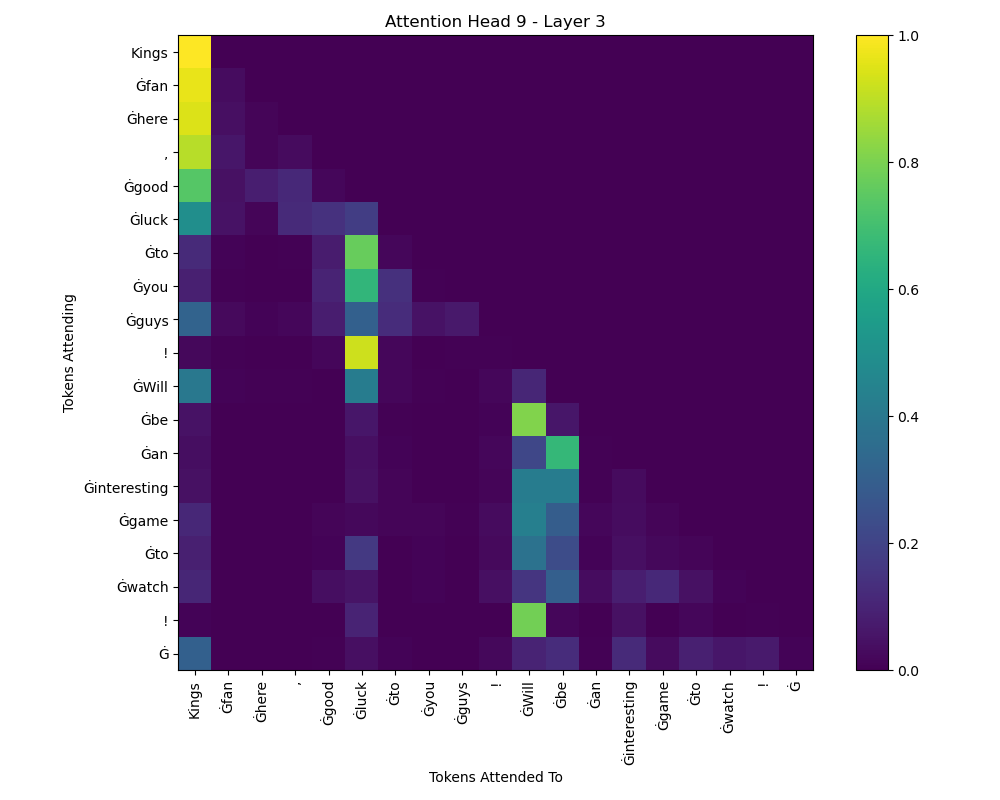 Attention Head 9 - Layer 3
Kings
Ġfan
Ġhere
,
Ġgood
Ġluck
Ġto
Ġyou
Ġguys
!
ĠWill
Ġbe
Ġan
Ġinteresting
Ġgame
Ġto
Ġwatch
!
Ġ
Tokens Attending
Kings
Ġfan
Ġhere
,
Ġgood
Ġluck
Ġto
Ġyou
Ġguys
!
ĠWill
Ġbe
Ġan
Ġinteresting
Ġgame
Ġto
Ġwatch
!
Ġ
Tokens Attended To
1.0
0.8
0.6
0.4
0.2
0.0